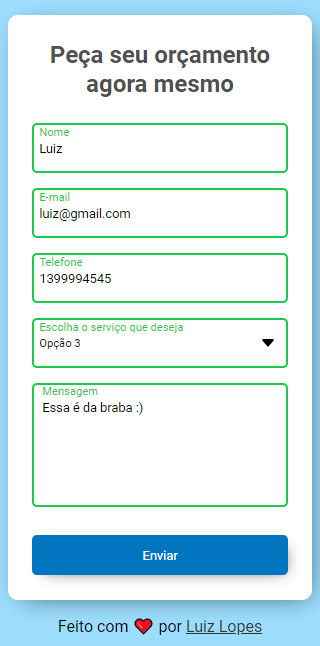 Peça seu orçamento
agora mesmo
Nome
Luiz
E-mail
luiz@gmail.com
Telefone
1399994545
Escolha o serviço que deseja
Opção 3
Mensagem
Essa é da braba :)
Enviar
Feito com ❤️ por Luiz Lopes